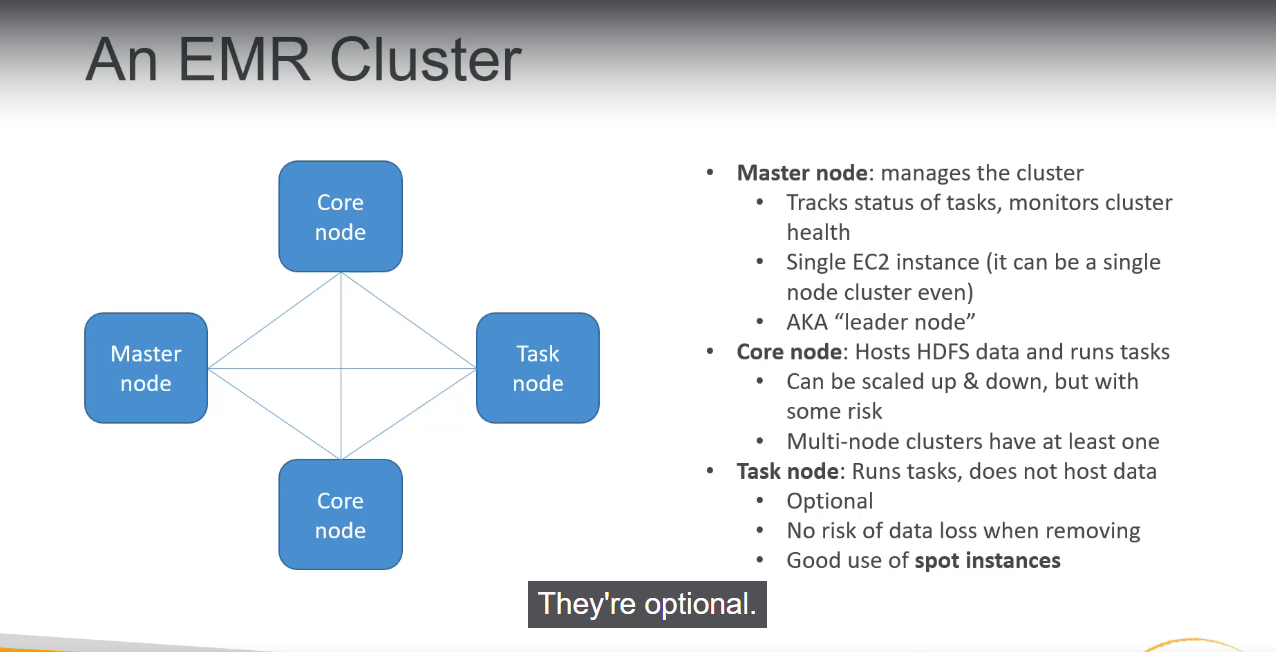 An EMR Cluster
Core
node
Master
node
Task
node
Core
node
• Master node: manages the cluster
• Tracks status of tasks, monitors cluster
health
• Single EC2 instance (it can be a single
node cluster even)
• AKA “leader node”
• Core node: Hosts HDFS data and runs tasks
• Can be scaled up & down, but with
some risk
• Multi-node clusters have at least one
• Task node: Runs tasks, does not host data
• Optional
• No risk of data loss when removing
• Good use of spot instances
They're optional.